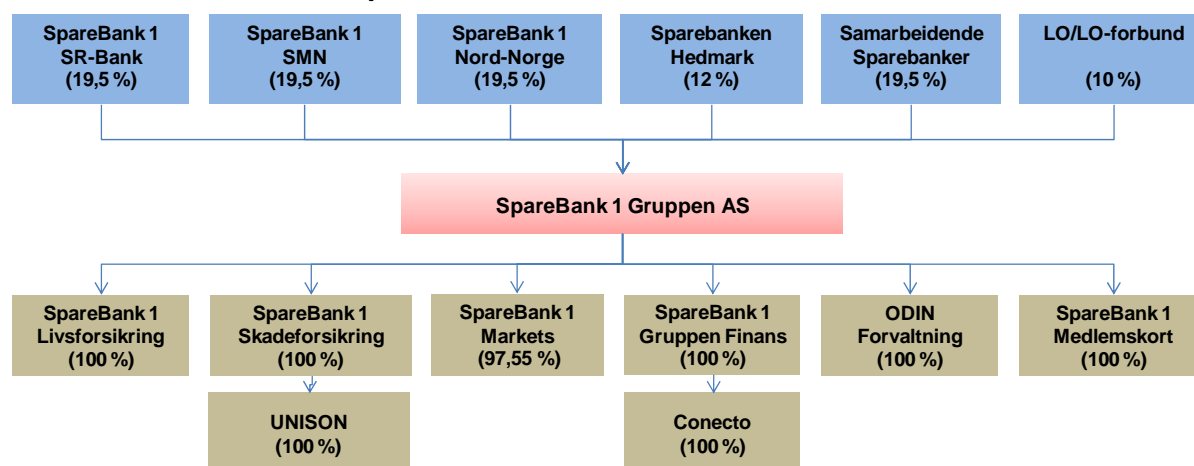 SpareBank 1
SR-Bank
(19,5 %)
SpareBank 1
SMN
(19,5 %)
SpareBank 1
Nord-Norge
(19,5 %)
Sparebanken
Hedmark
(12 %)
Samarbeidende
Sparebanker
(19,5 %)
LO/LO-forbund
(10 %)
SpareBank 1 Gruppen AS
SpareBank 1
Livsforsikring
(100 %)
SpareBank 1
Skadeforsikring
(100 %)
SpareBank 1
Markets
(97,55 %)
SpareBank 1
Gruppen Finans
(100 %)
ODIN
Forvaltning
(100 %)
SpareBank 1
Medlemskort
(100 %)
UNISON
(100 %)
Conecto
(100 %)